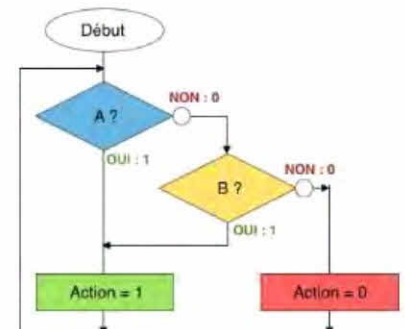 Début
A ?
NON : 0
OUI : 1
B ?
NON : 0
OUI : 1
Action = 1
Action = 0